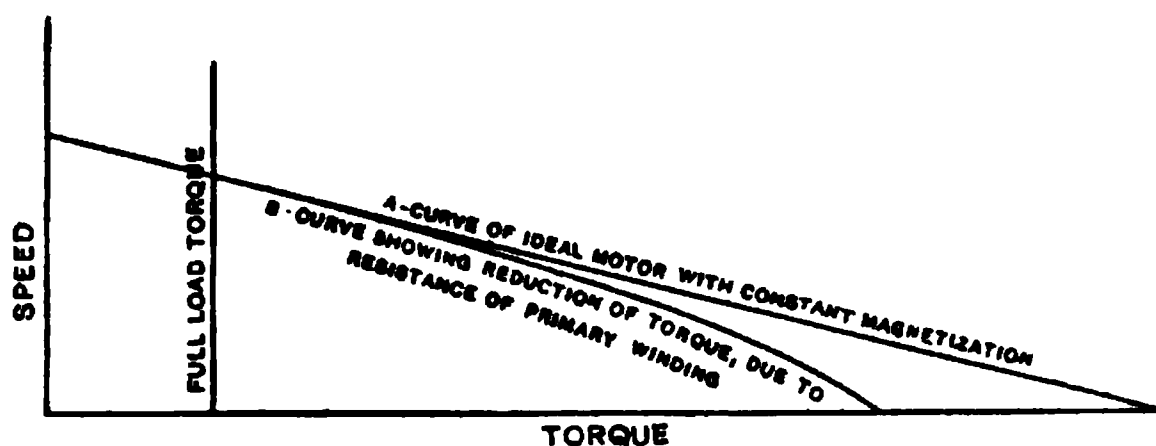 SPEED
FULL LOAD TORQUE
A-CURVE OF IDEAL MOTOR WITH CONSTANT MAGNETIZATION
B-CURVE SHOWING REDUCTION OF TORQUE, DUE TO
RESISTANCE OF PRIMARY WINDING
TORQUE